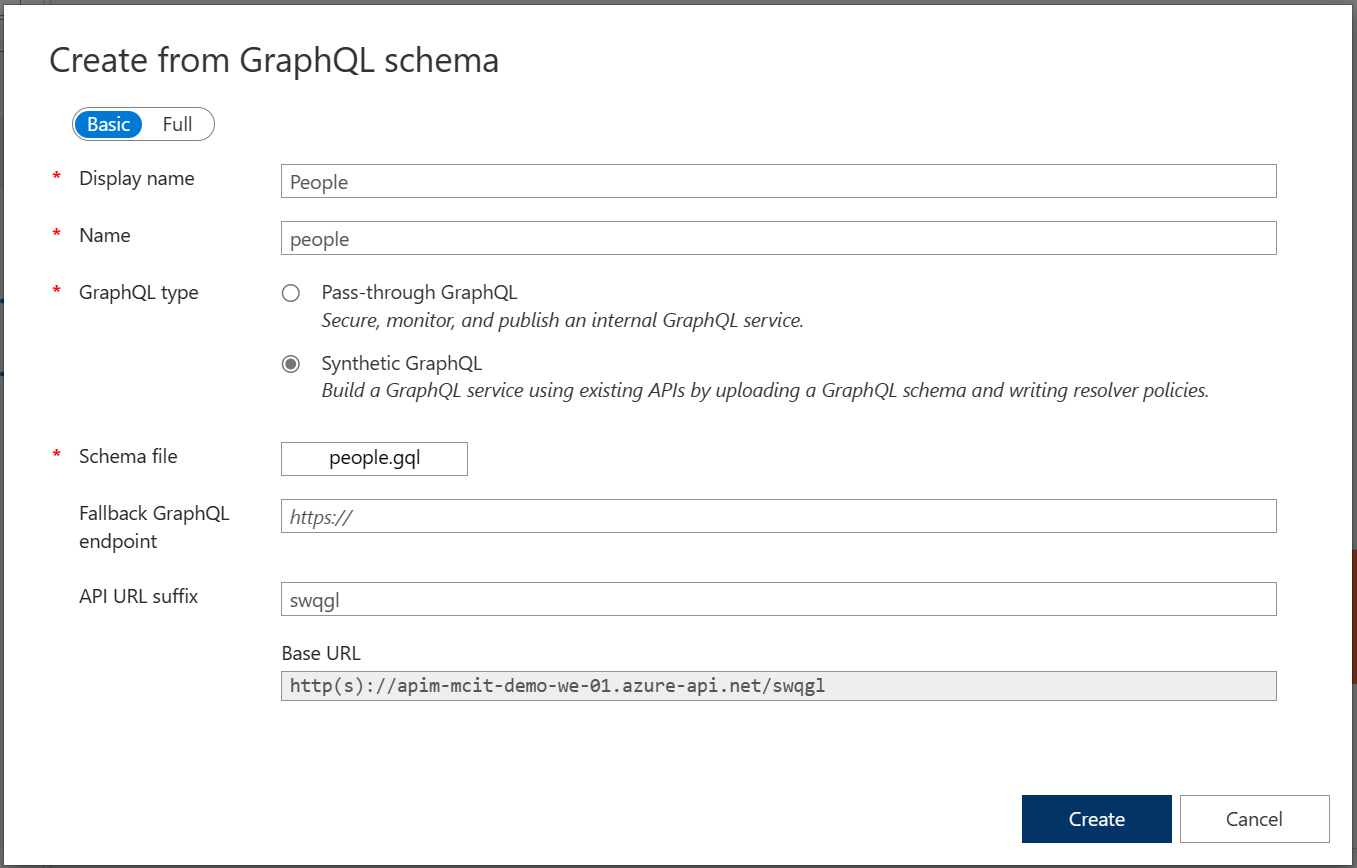 Create from GraphQL schema
Basic Full
* Display name People
* Name people
* GraphQL type Pass-through GraphQL
Secure, monitor, and publish an internal GraphQL service.
Synthetic GraphQL
Build a GraphQL service using existing APIs by uploading a GraphQL schema and writing resolver policies.
* Schema file people.gql
Fallback GraphQL https://
endpoint
API URL suffix swqgl
Base URL
http(s)://apim-mcit-demo-we-01.azure-api.net/swqgl
Create Cancel